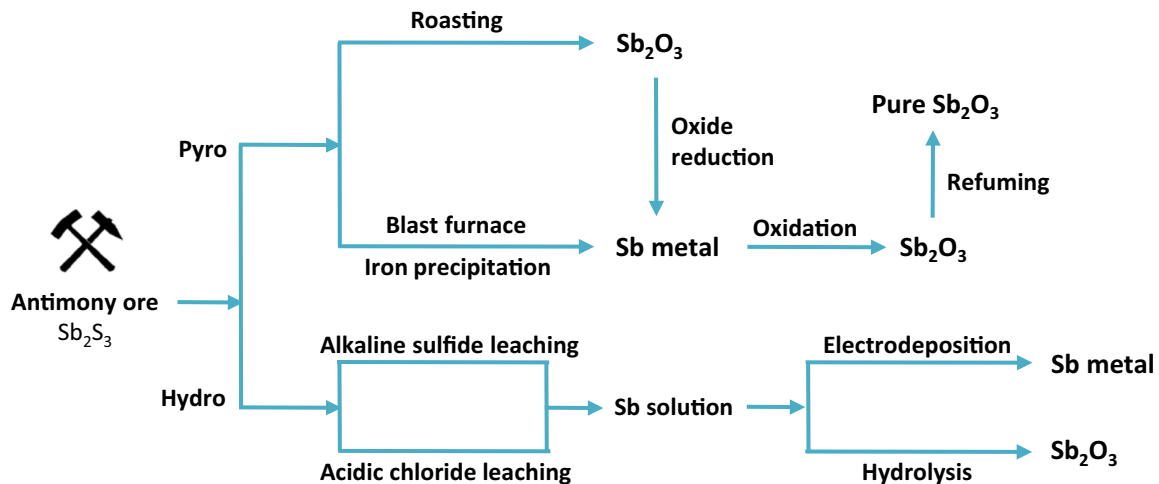 Roasting
Sb₂O₃
Pure Sb₂O₃
Oxide
reduction
Pyro
Refuming
Blast furnace
Iron precipitation
Sb metal
Oxidation
Sb₂O₃
Antimony ore
Sb₂S₃
Alkaline sulfide leaching
Electrodeposition
Sb metal
Hydro
Sb solution
Acidic chloride leaching
Hydrolysis
Sb₂O₃